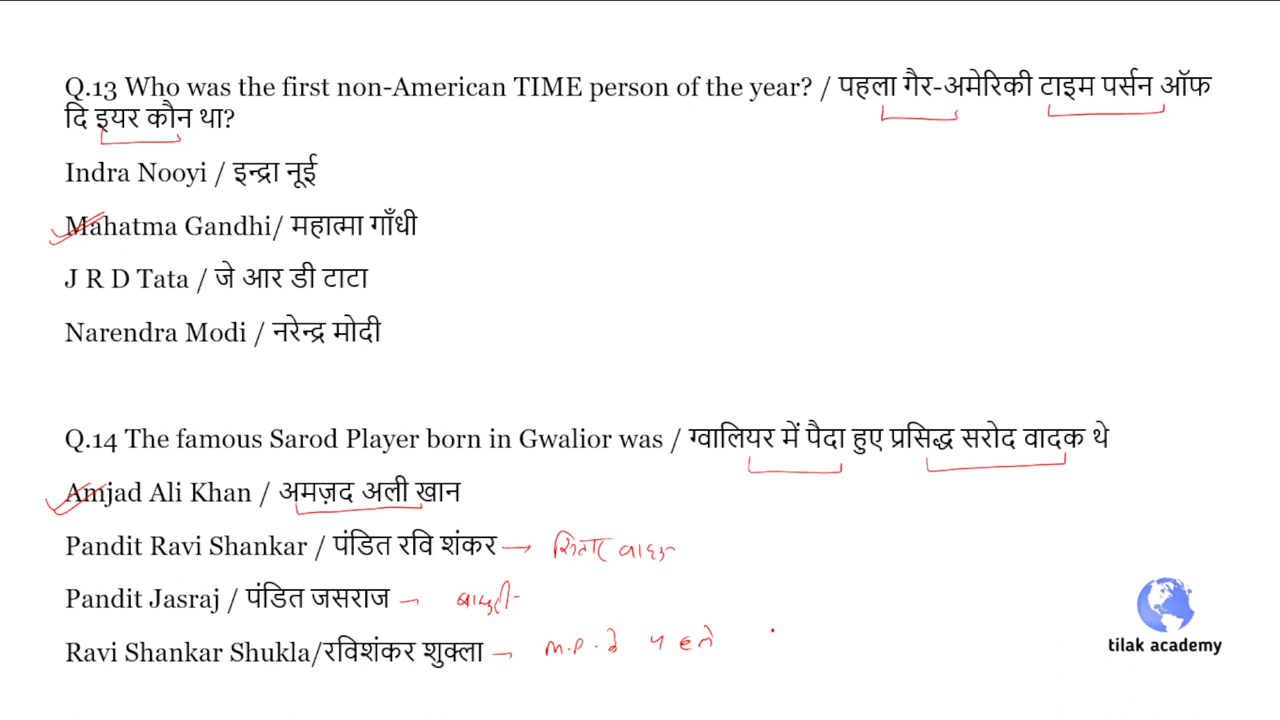 Q.13 Who was the first non-American TIME person of the year? / पहला गैर-अमेरिकी टाइम पर्सन ऑफ
दि इयर कौन था?
Indra Nooyi / इन्द्रा नूई
Mahatma Gandhi/ महात्मा गाँधी
J R D Tata / जे आर डी टाटा
Narendra Modi / नरेन्द्र मोदी
Q.14 The famous Sarod Player born in Gwalior was / ग्वालियर में पैदा हुए प्रसिद्ध सरोद वादक थे
Amjad Ali Khan / अमज़द अली खान
Pandit Ravi Shankar / पंडित रवि शंकर → सितार वादक
Pandit Jasraj / पंडित जसराज –
Ravi Shankar Shukla/रविशंकर शुक्ला → M.P. के
tilak academy